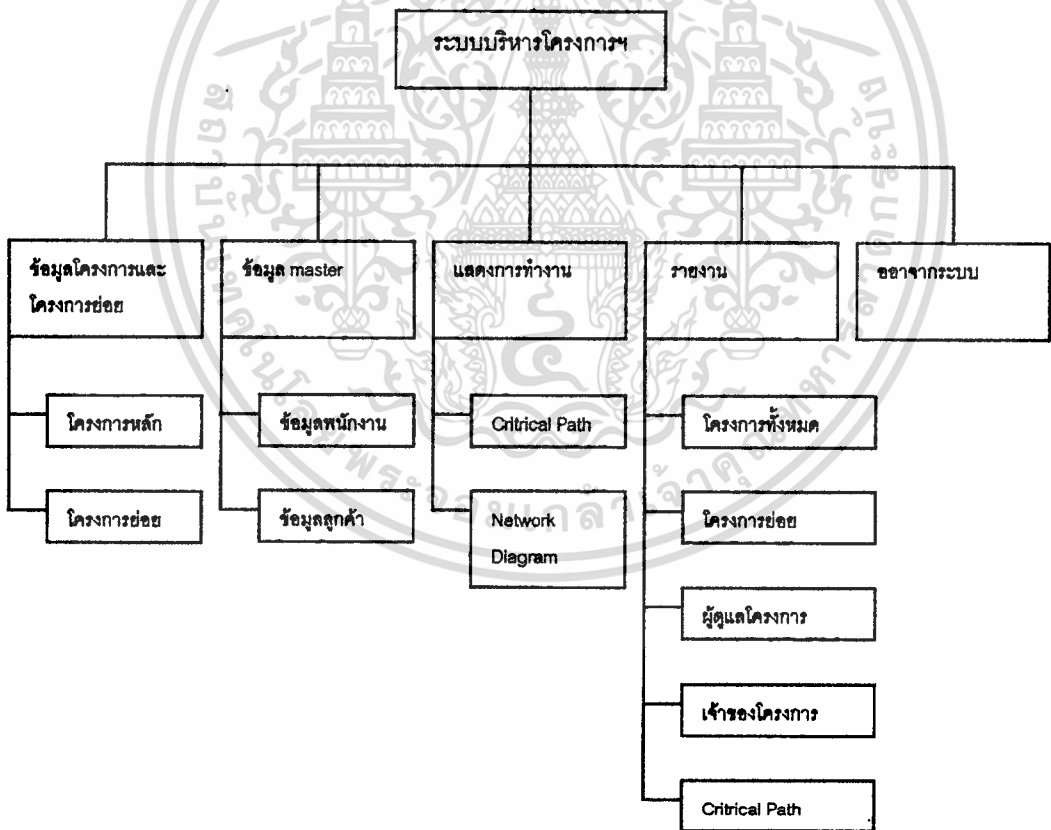 ระบบบริหารโครงการฯ
ข้อมูลโครงการและ
โครงการย่อย
ข้อมูล master
แสดงการทำงาน
รายงาน
ออาจากระบบ
โครงการหลัก
ข้อมูลพนักงาน
Critrical Path
โครงการทั้งหมด
โครงการย่อย
ข้อมูลลูกค้า
Network
Diagram
โครงการย่อย
ผู้ดูแลโครงการ
เจ้าของโครงการ
Critrical Path